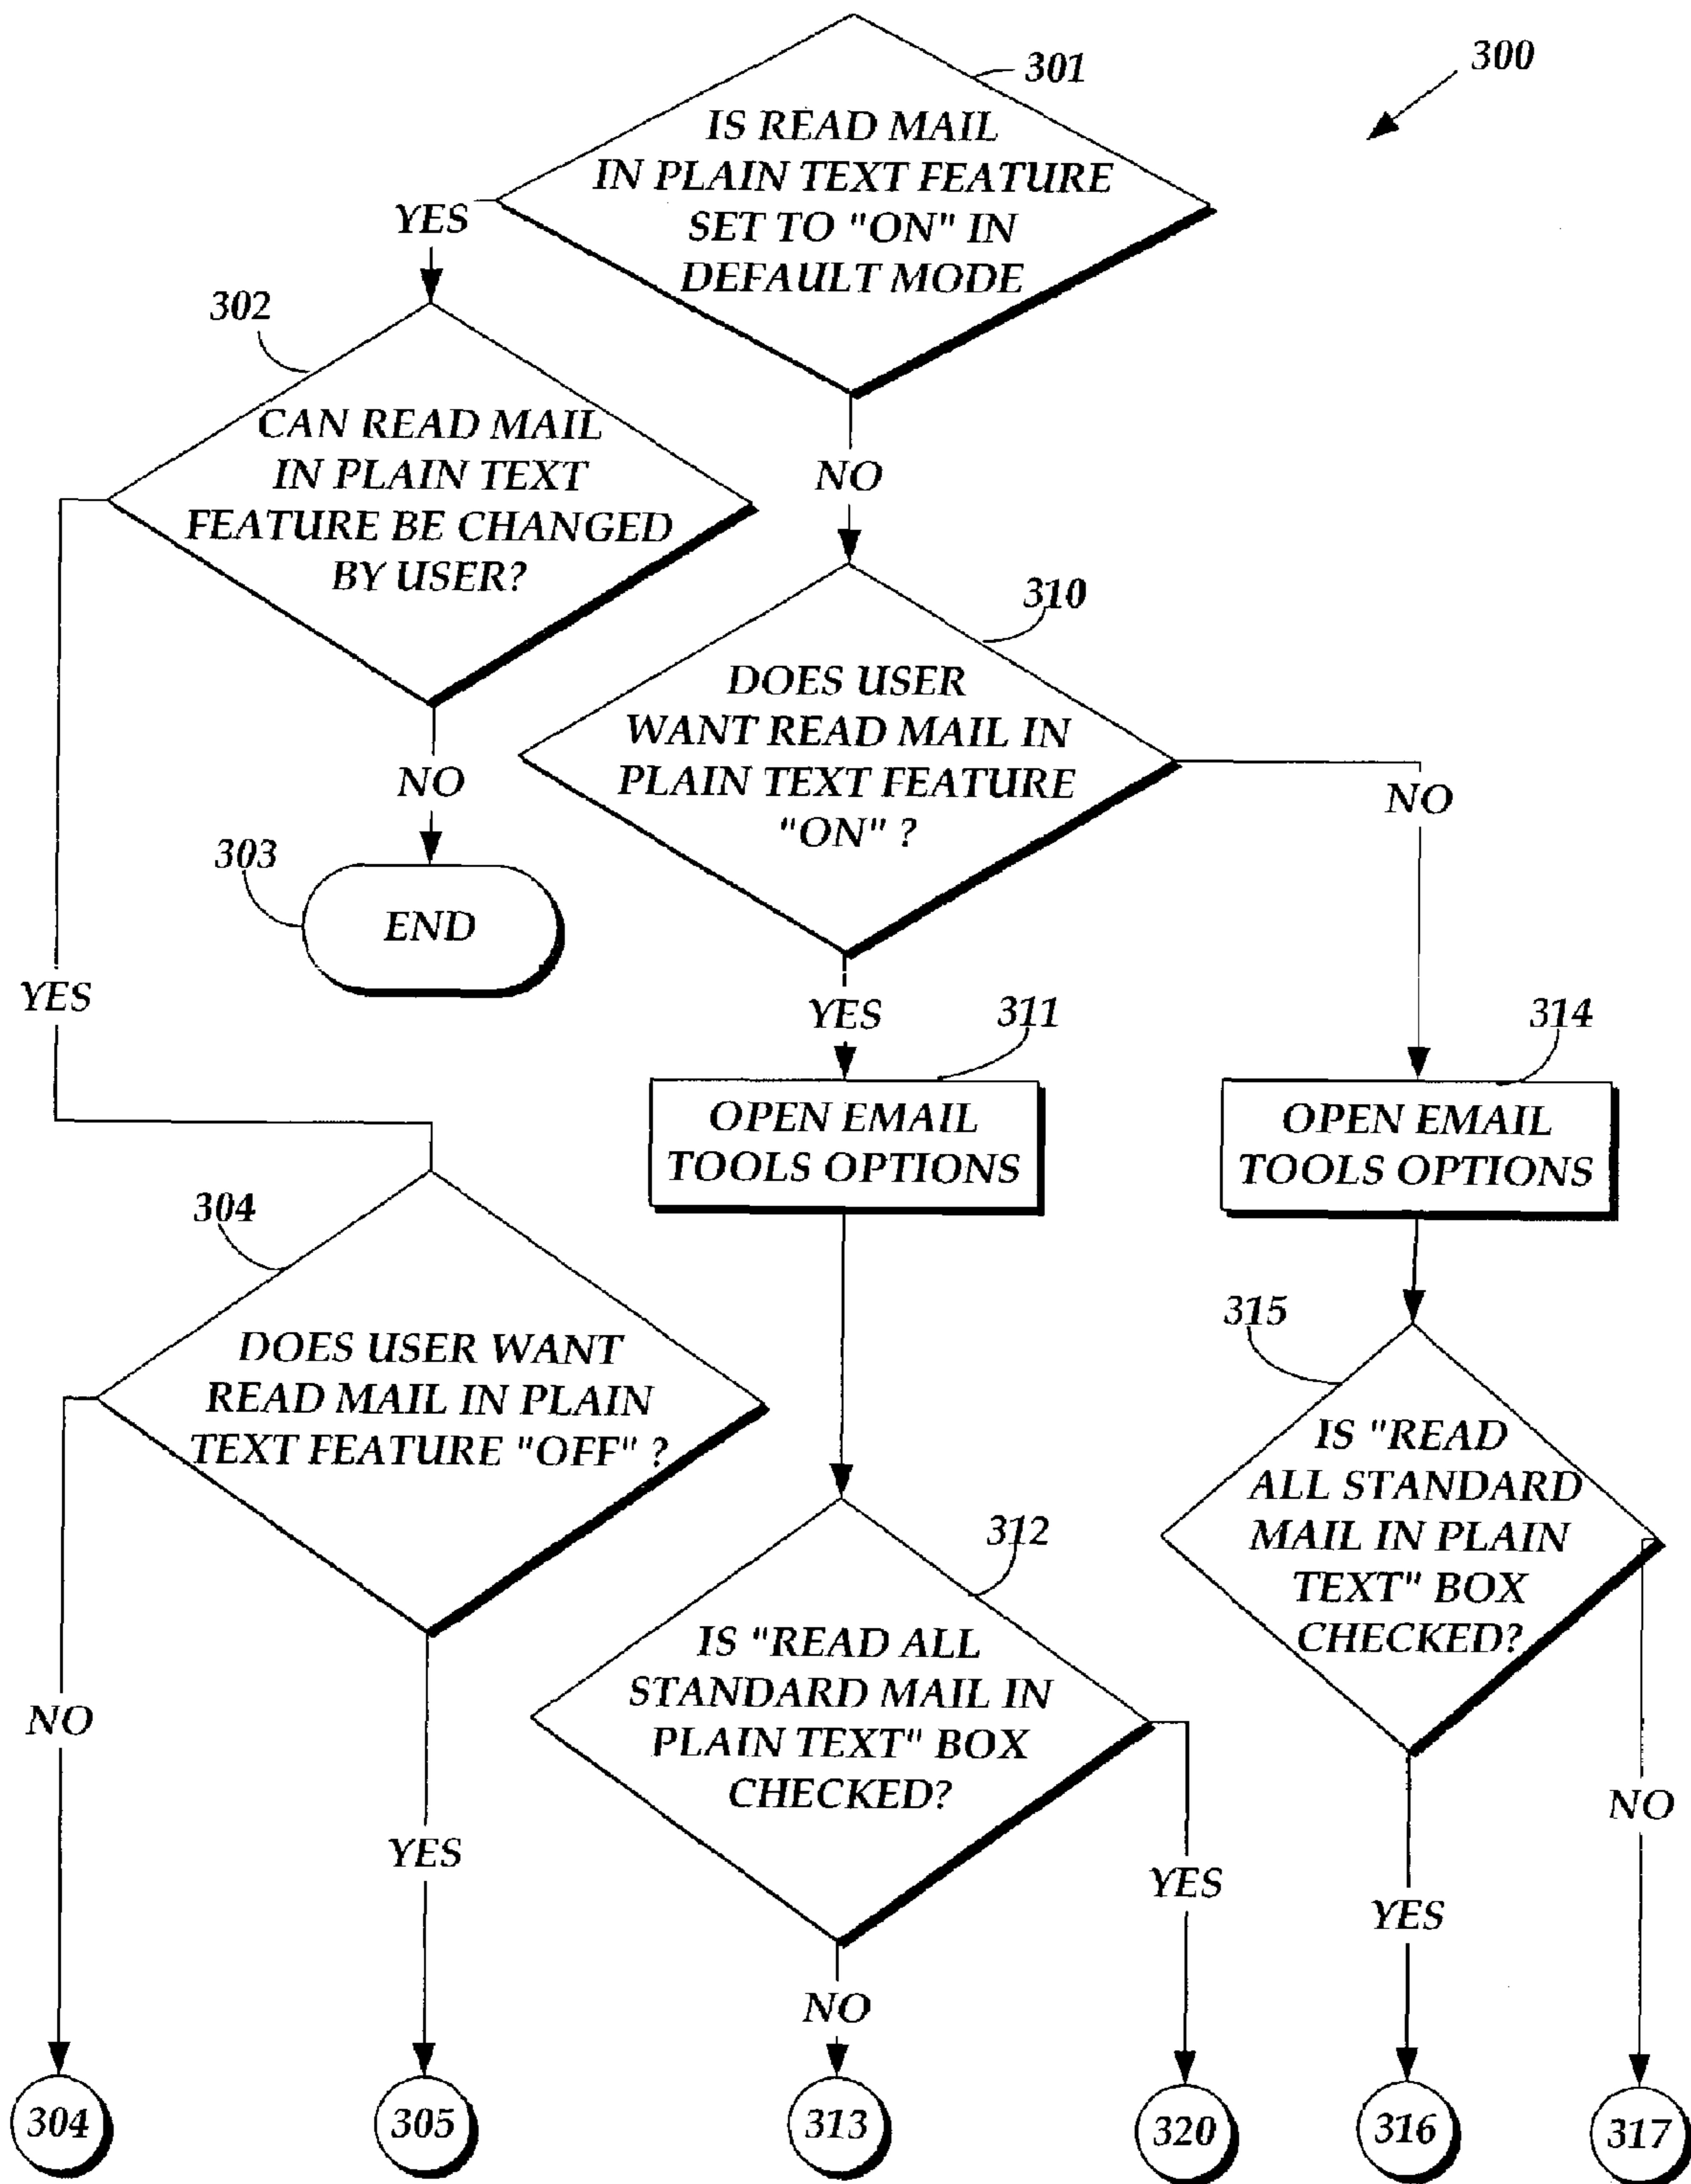 300
301
IS READ MAIL
IN PLAIN TEXT FEATURE
SET TO "ON" IN
DEFAULT MODE
YES
NO
302
CAN READ MAIL
IN PLAIN TEXT
FEATURE BE CHANGED
BY USER?
NO
YES
303
END
310
DOES USER
WANT READ MAIL IN
PLAIN TEXT FEATURE
"ON" ?
YES
NO
311
OPEN EMAIL
TOOLS OPTIONS
314
OPEN EMAIL
TOOLS OPTIONS
304
DOES USER WANT
READ MAIL IN PLAIN
TEXT FEATURE "OFF" ?
NO
YES
312
IS "READ ALL
STANDARD MAIL IN
PLAIN TEXT" BOX
CHECKED?
NO
YES
315
IS "READ
ALL STANDARD
MAIL IN PLAIN
TEXT" BOX
CHECKED?
YES
NO
304
305
313
320
316
317